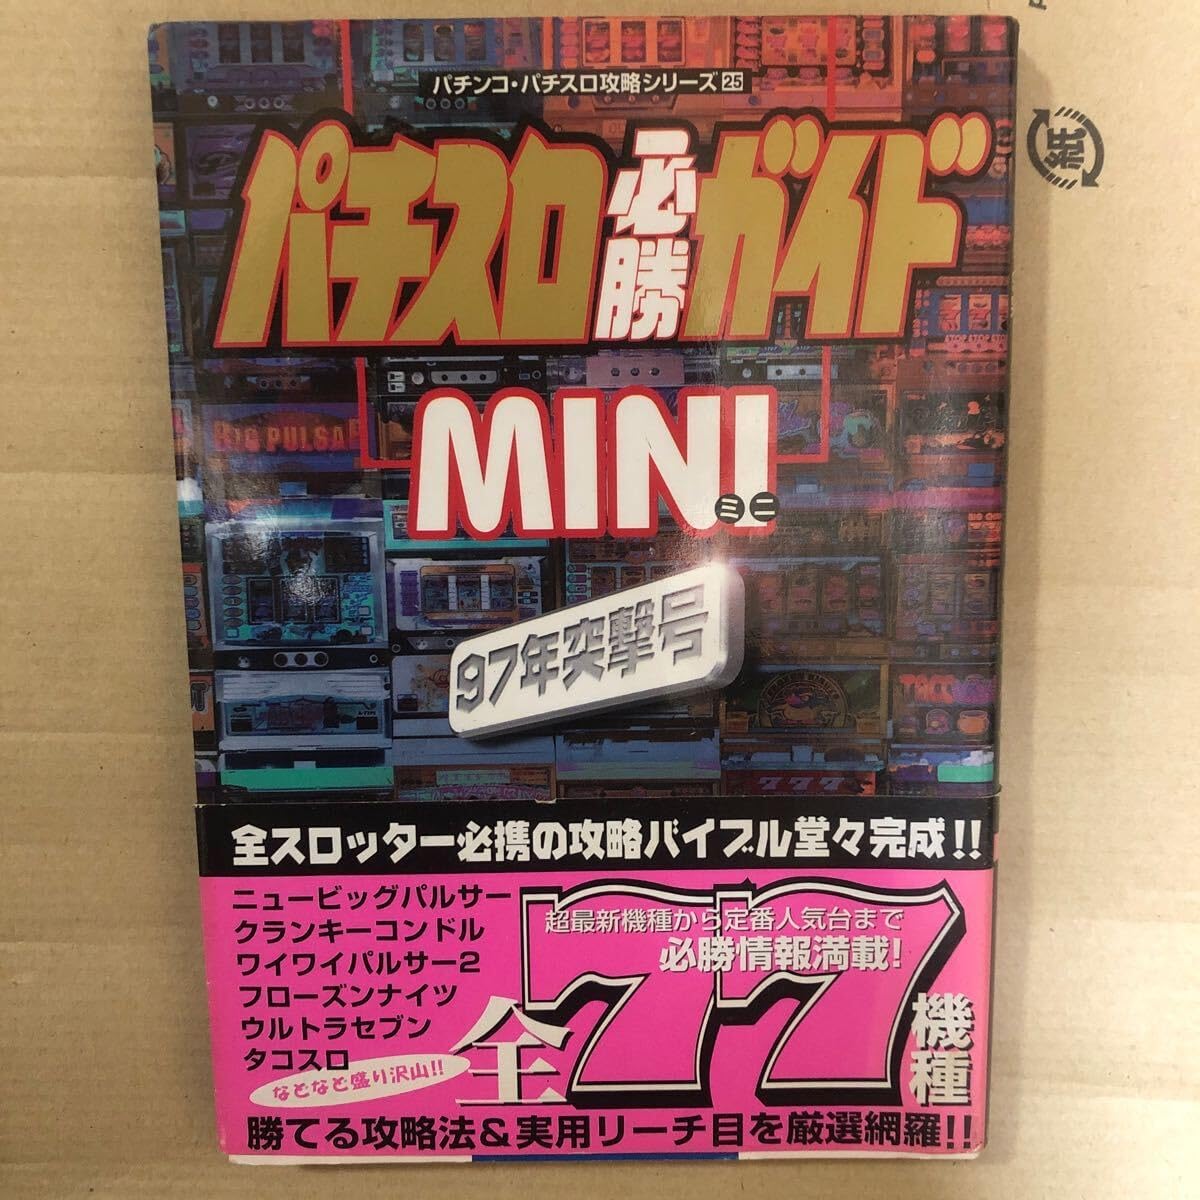 パチンコ・パチスロ攻略シリーズ25
パチスロ必勝ガイド
MINI
ミニ
97年突撃号
BIG PULSAR
STOP STOP STOP
777
全スロッター必携の攻略バイブル堂々完成!!
ニュービッグパルサー
クランキーコンドル
ワイワイパルサー2
フローズンナイツ
ウルトラセブン
タコスロ
などなど盛り沢山!!
超最新機種から定番人気台まで
必勝情報満載!
全77機種
勝てる攻略法&実用リーチ目を厳選網羅!!
紙